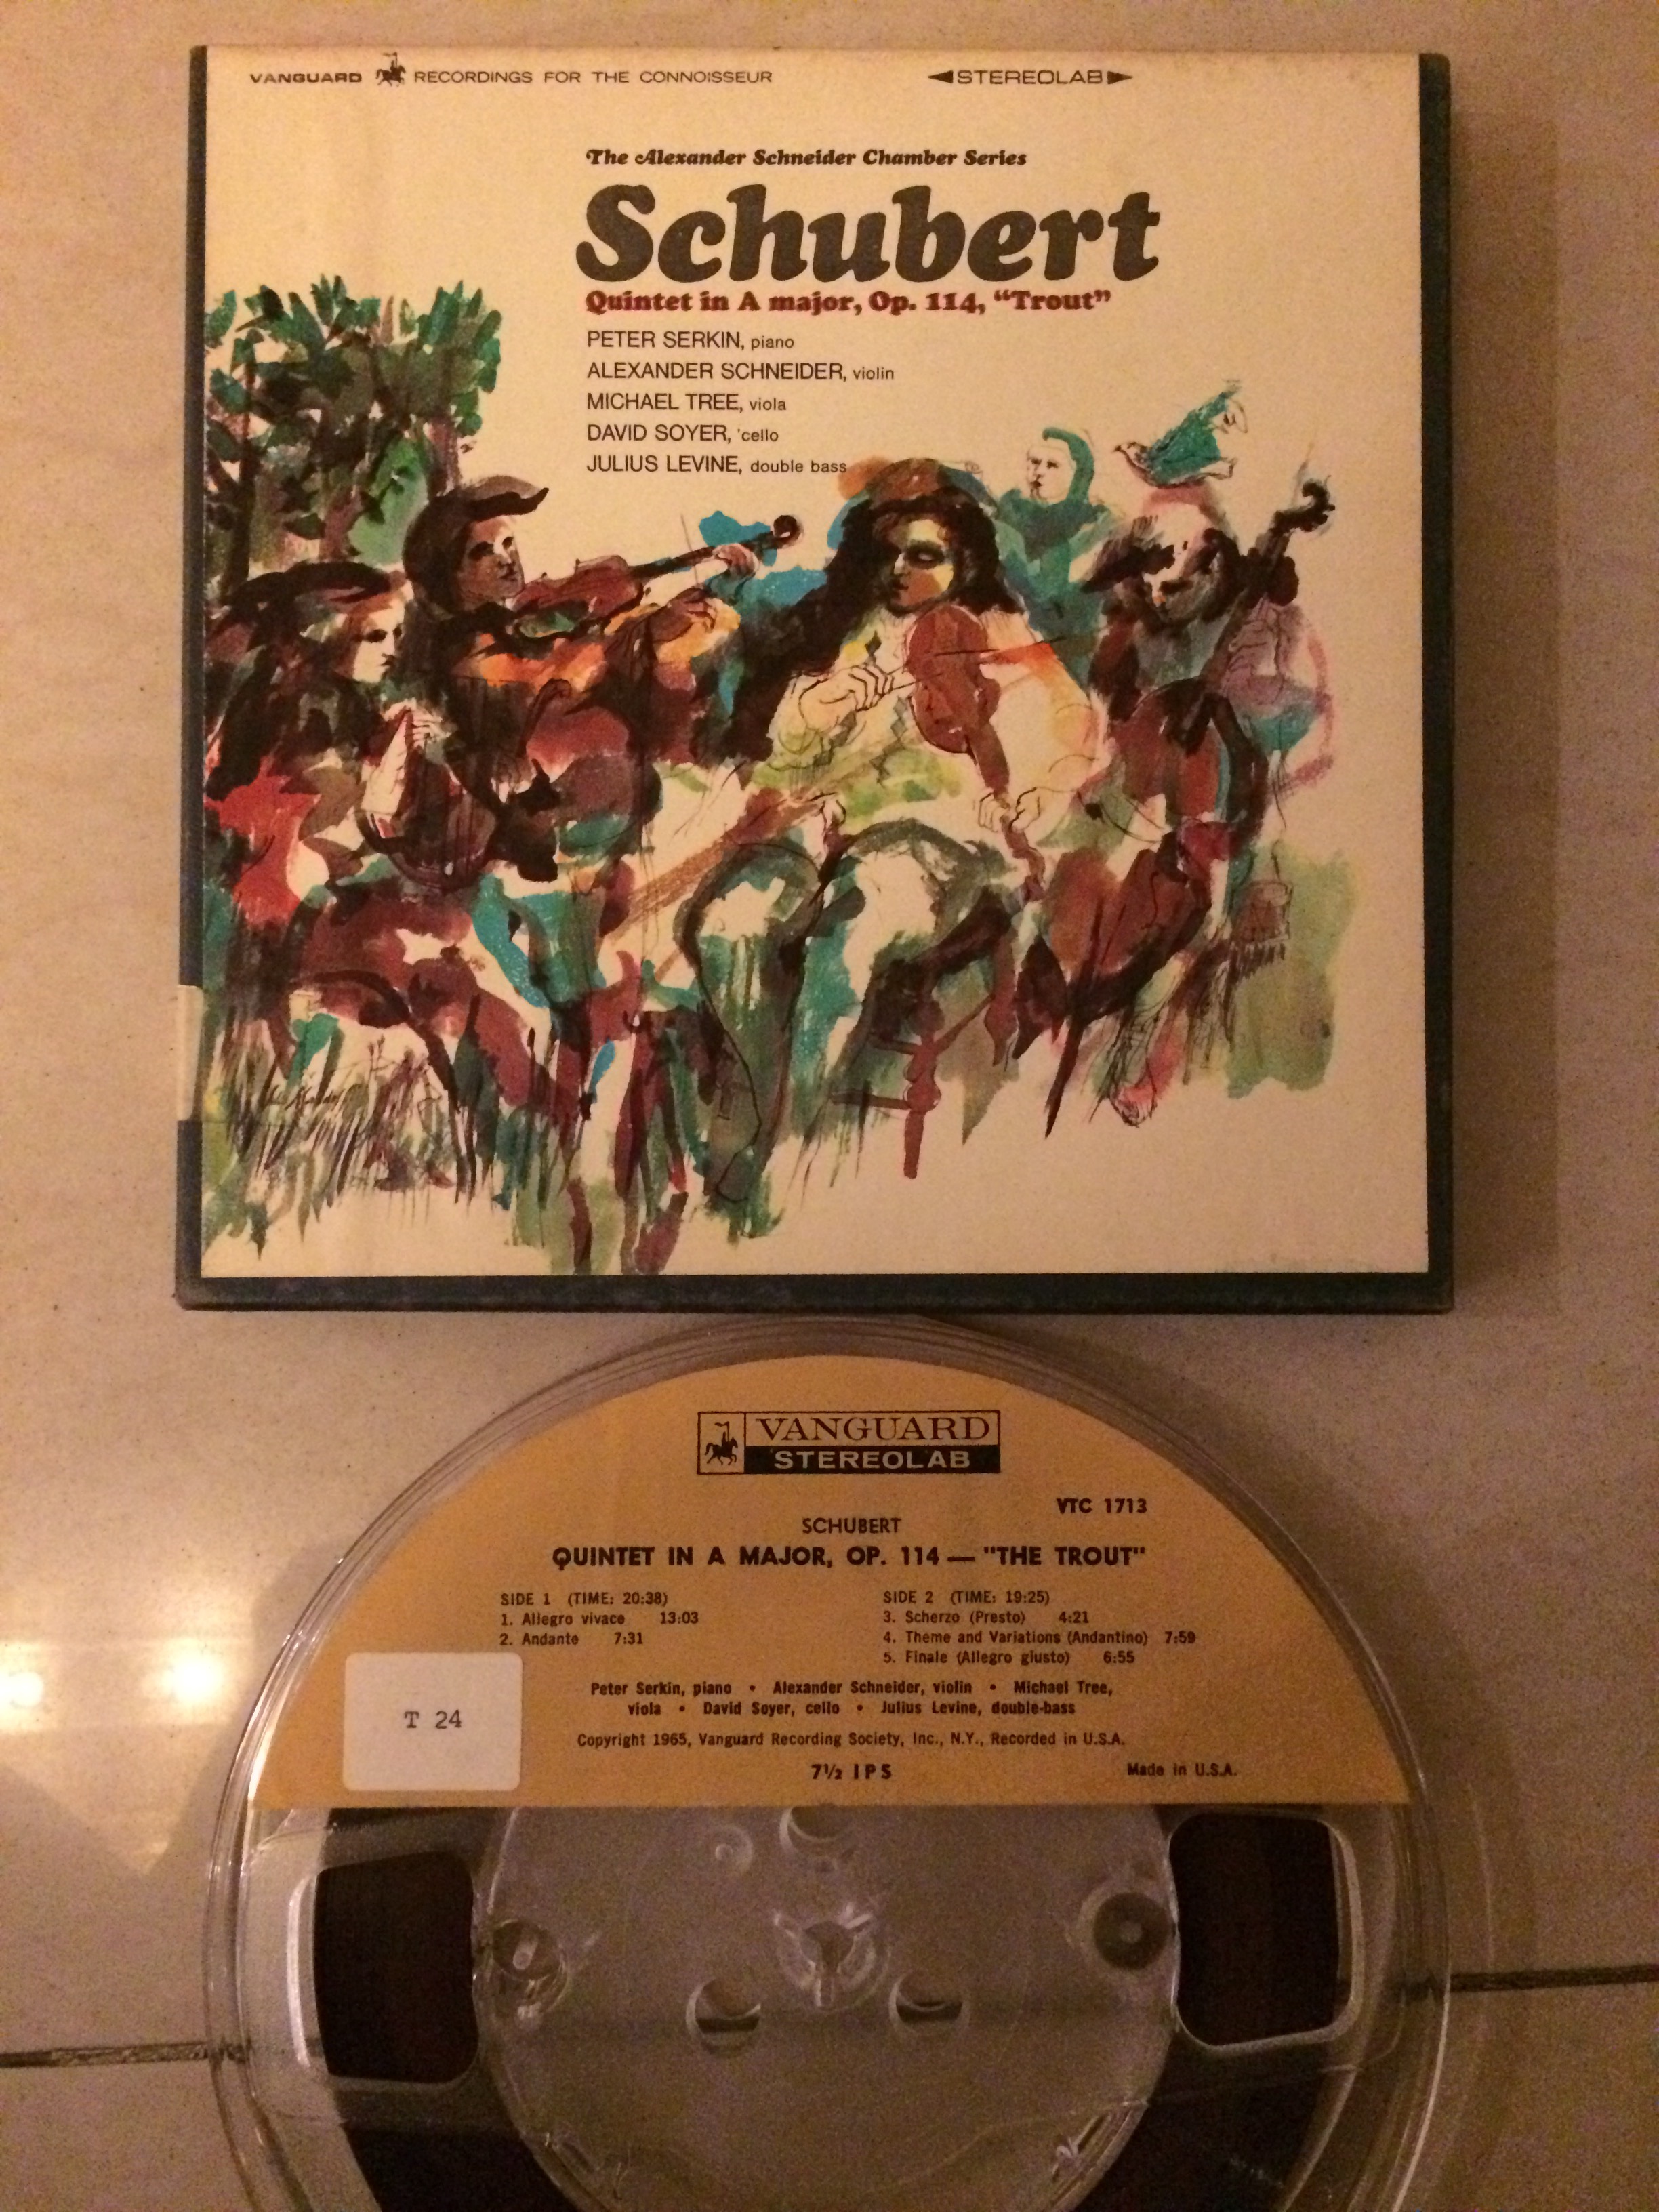 VANGUARD RECORDINGS FOR THE CONNOISSEUR
◄STEREOLAB►
The Alexander Schneider Chamber Series
Schubert
Quintet in A major, Op. 114, “Trout”
PETER SERKIN, piano
ALEXANDER SCHNEIDER, violin
MICHAEL TREE, viola
DAVID SOYER, 'cello
JULIUS LEVINE, double bass
VANGUARD
STEREOLAB
VTC 1713
SCHUBERT
QUINTET IN A MAJOR, OP. 114 — "THE TROUT"
SIDE 1 (TIME: 20:38)
1. Allegro vivace 13:03
2. Andante 7:31
SIDE 2 (TIME: 19:25)
3. Scherzo (Presto) 4:21
4. Theme and Variations (Andantino) 7:59
5. Finale (Allegro giusto) 6:55
Peter Serkin, piano • Alexander Schneider, violin • Michael Tree,
viola • David Soyer, cello • Julius Levine, double-bass
T 24
Copyright 1965, Vanguard Recording Society, Inc., N.Y., Recorded in U.S.A.
7½ IPS
Made in U.S.A.